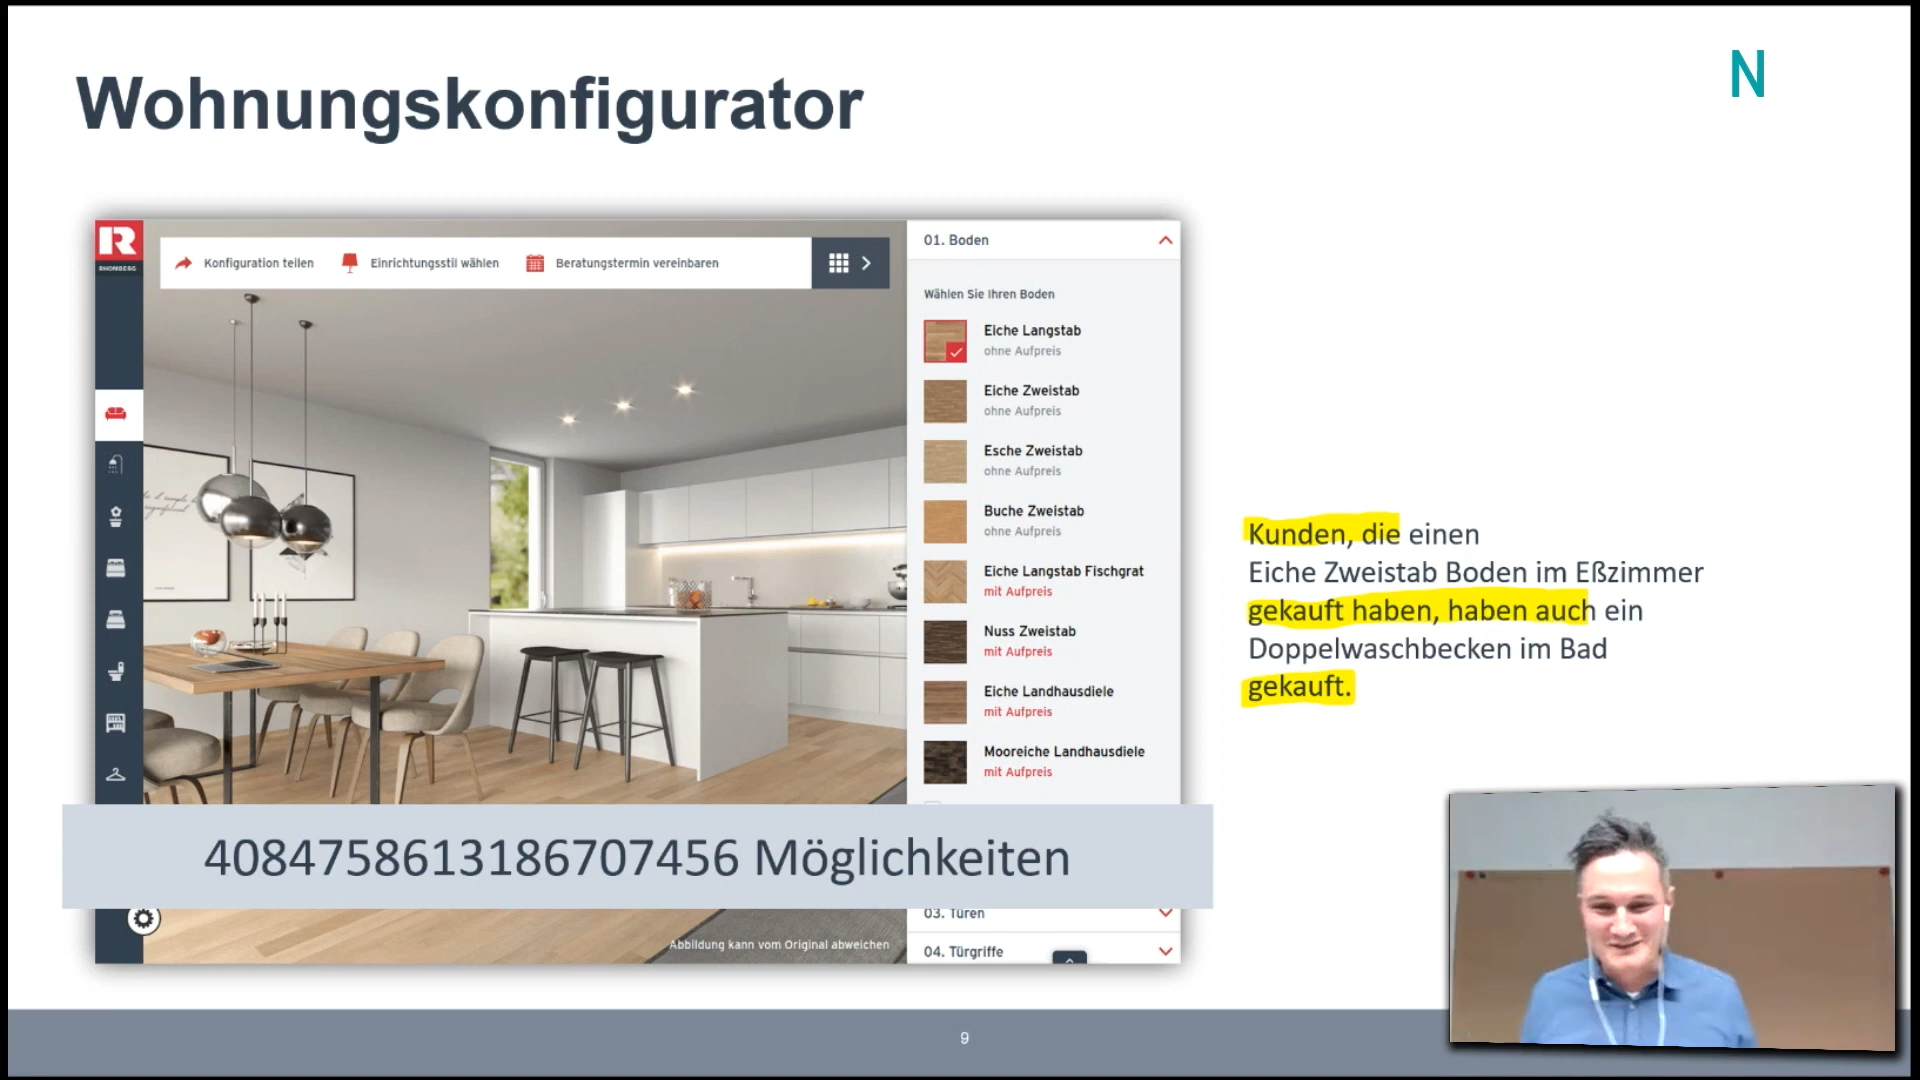 Wohnungskonfigurator
N
R
RHOMBERG
Konfiguration teilen
Einrichtungsstil wählen
Beratungstermin vereinbaren
01. Boden
Wählen Sie Ihren Boden
Eiche Langstab
ohne Aufpreis
Eiche Zweistab
ohne Aufpreis
Esche Zweistab
ohne Aufpreis
Buche Zweistab
ohne Aufpreis
Eiche Langstab Fischgrat
mit Aufpreis
Nuss Zweistab
mit Aufpreis
Eiche Landhausdiele
mit Aufpreis
Mooreiche Landhausdiele
mit Aufpreis
03. Türen
04. Türgriffe
Abbildung kann vom Original abweichen
4084758613186707456 Möglichkeiten
Kunden, die einen
Eiche Zweistab Boden im Eßzimmer
gekauft haben, haben auch ein
Doppelwaschbecken im Bad
gekauft.
9